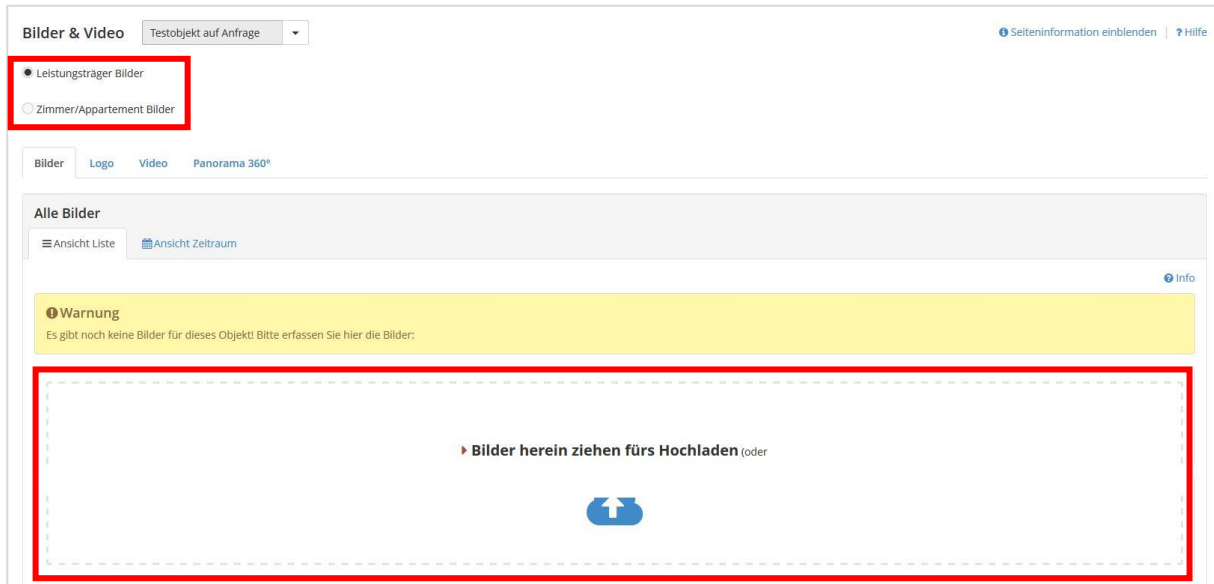 Bilder & Video Testobjekt auf Anfrage Seiteninformation einblenden | ? Hilfe
Leistungsträger Bilder
Zimmer/Appartement Bilder
Bilder Logo Video Panorama 360°
Alle Bilder
Ansicht Liste Ansicht Zeitraum
Info
Warnung
Es gibt noch keine Bilder für dieses Objekt! Bitte erfassen Sie hier die Bilder:
Bilder herein ziehen fürs Hochladen (oder